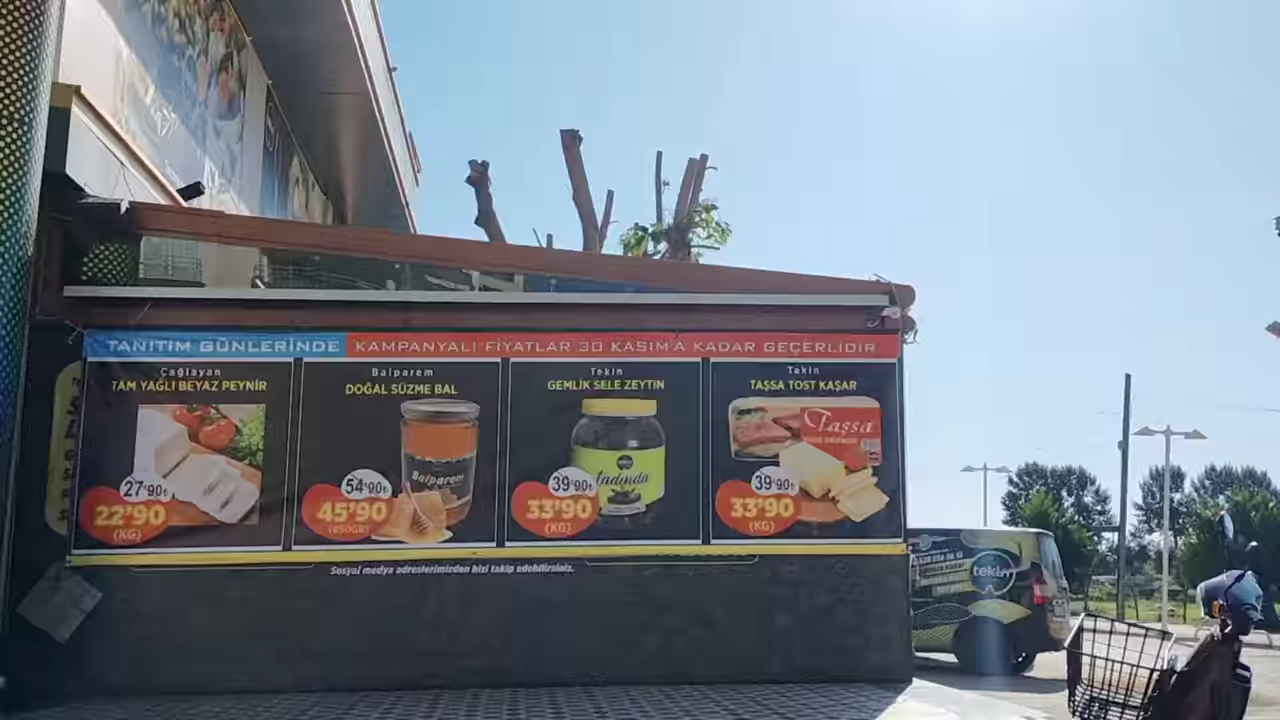 TANITIM GÜNLERİNDE KAMPANYALI FİYATLAR 30 KASIM'A KADAR GEÇERLİDİR
Çağlayan
TAM YAĞLI BEYAZ PEYNİR
27'90₺
22'90
(KG)
Balparem
DOĞAL SÜZME BAL
Balparem
54'90₺
45'90
(850GR)
Tekin
GEMLİK SELE ZEYTİN
39'90₺
33'90
(KG)
Tekin
TAŞSA TOST KAŞAR
Taşsa
39'90₺
33'90
(KG)
Sosyal medya adreslerimizden bizi takip edebilirsiniz.
tekin